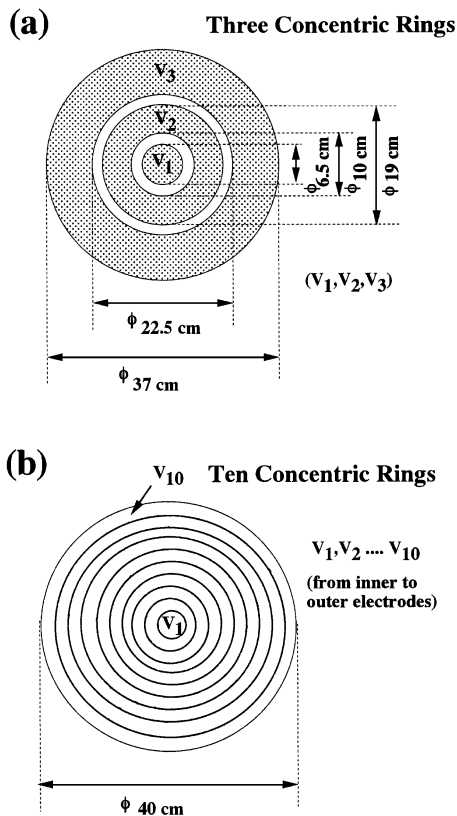 (a)
Three Concentric Rings
V3
V2
V1
ϕ 6.5 cm
ϕ 10 cm
ϕ 19 cm
(V1,V2,V3)
ϕ 22.5 cm
ϕ 37 cm
(b)
V10
Ten Concentric Rings
V1,V2 .... V10
(from inner to
outer electrodes)
V1
ϕ 40 cm